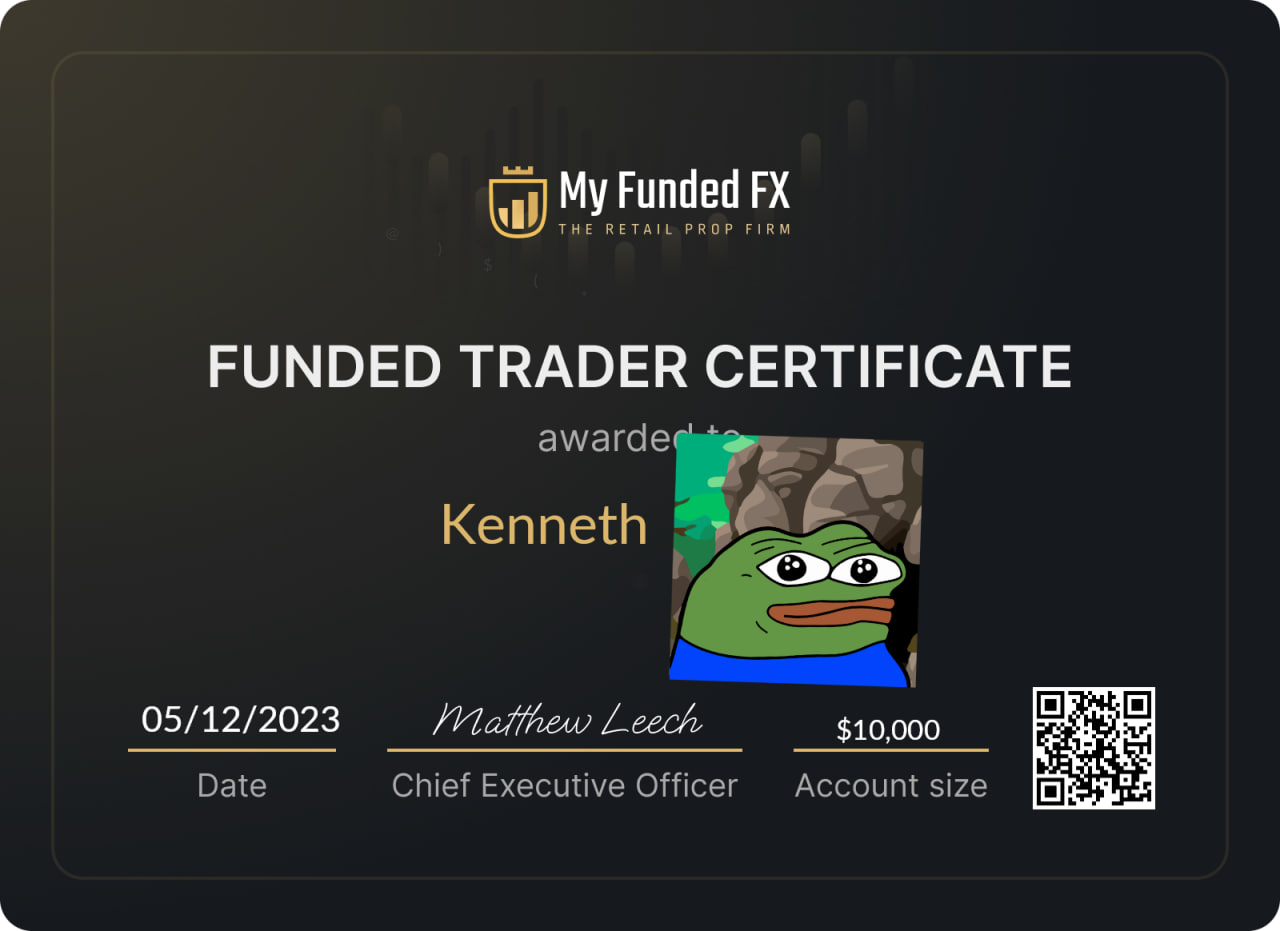 My Funded FX
THE RETAIL PROP FIRM
FUNDED TRADER CERTIFICATE
awarded to
Kenneth
05/12/2023
Matthew Leech
$10,000
Date
Chief Executive Officer
Account size